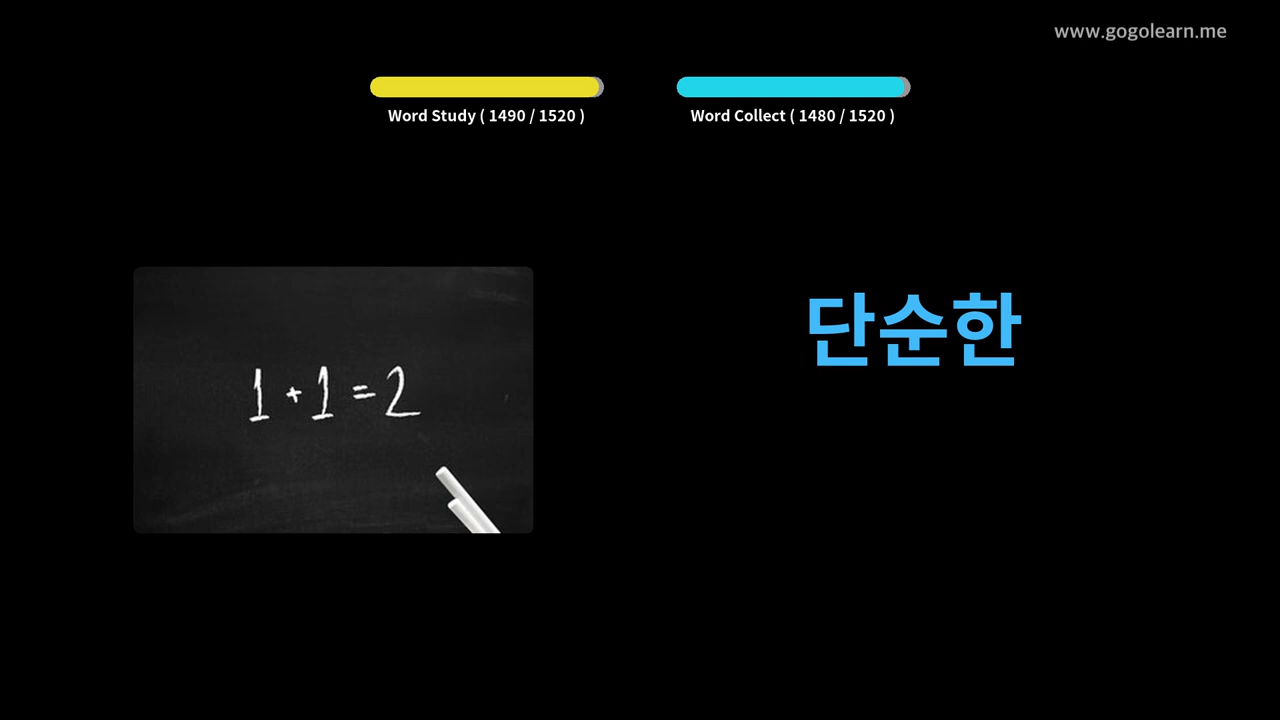 www.gogolearn.me
Word Study ( 1490 / 1520 )
Word Collect ( 1480 / 1520 )
1 + 1 = 2
단순한